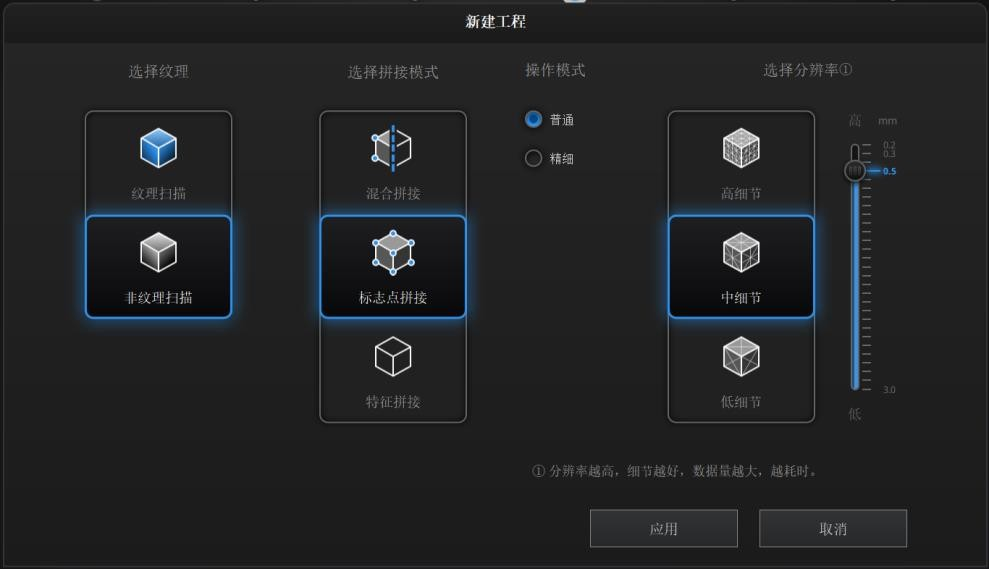 新建工程
选择纹理
纹理扫描
非纹理扫描
选择拼接模式
混合拼接
标志点拼接
特征拼接
操作模式
普通
精细
选择分辨率①
高细节
中细节
低细节
高 mm
0.2
0.3
0.5
3.0
低
① 分辨率越高，细节越好，数据量越大，越耗时。
应用
取消